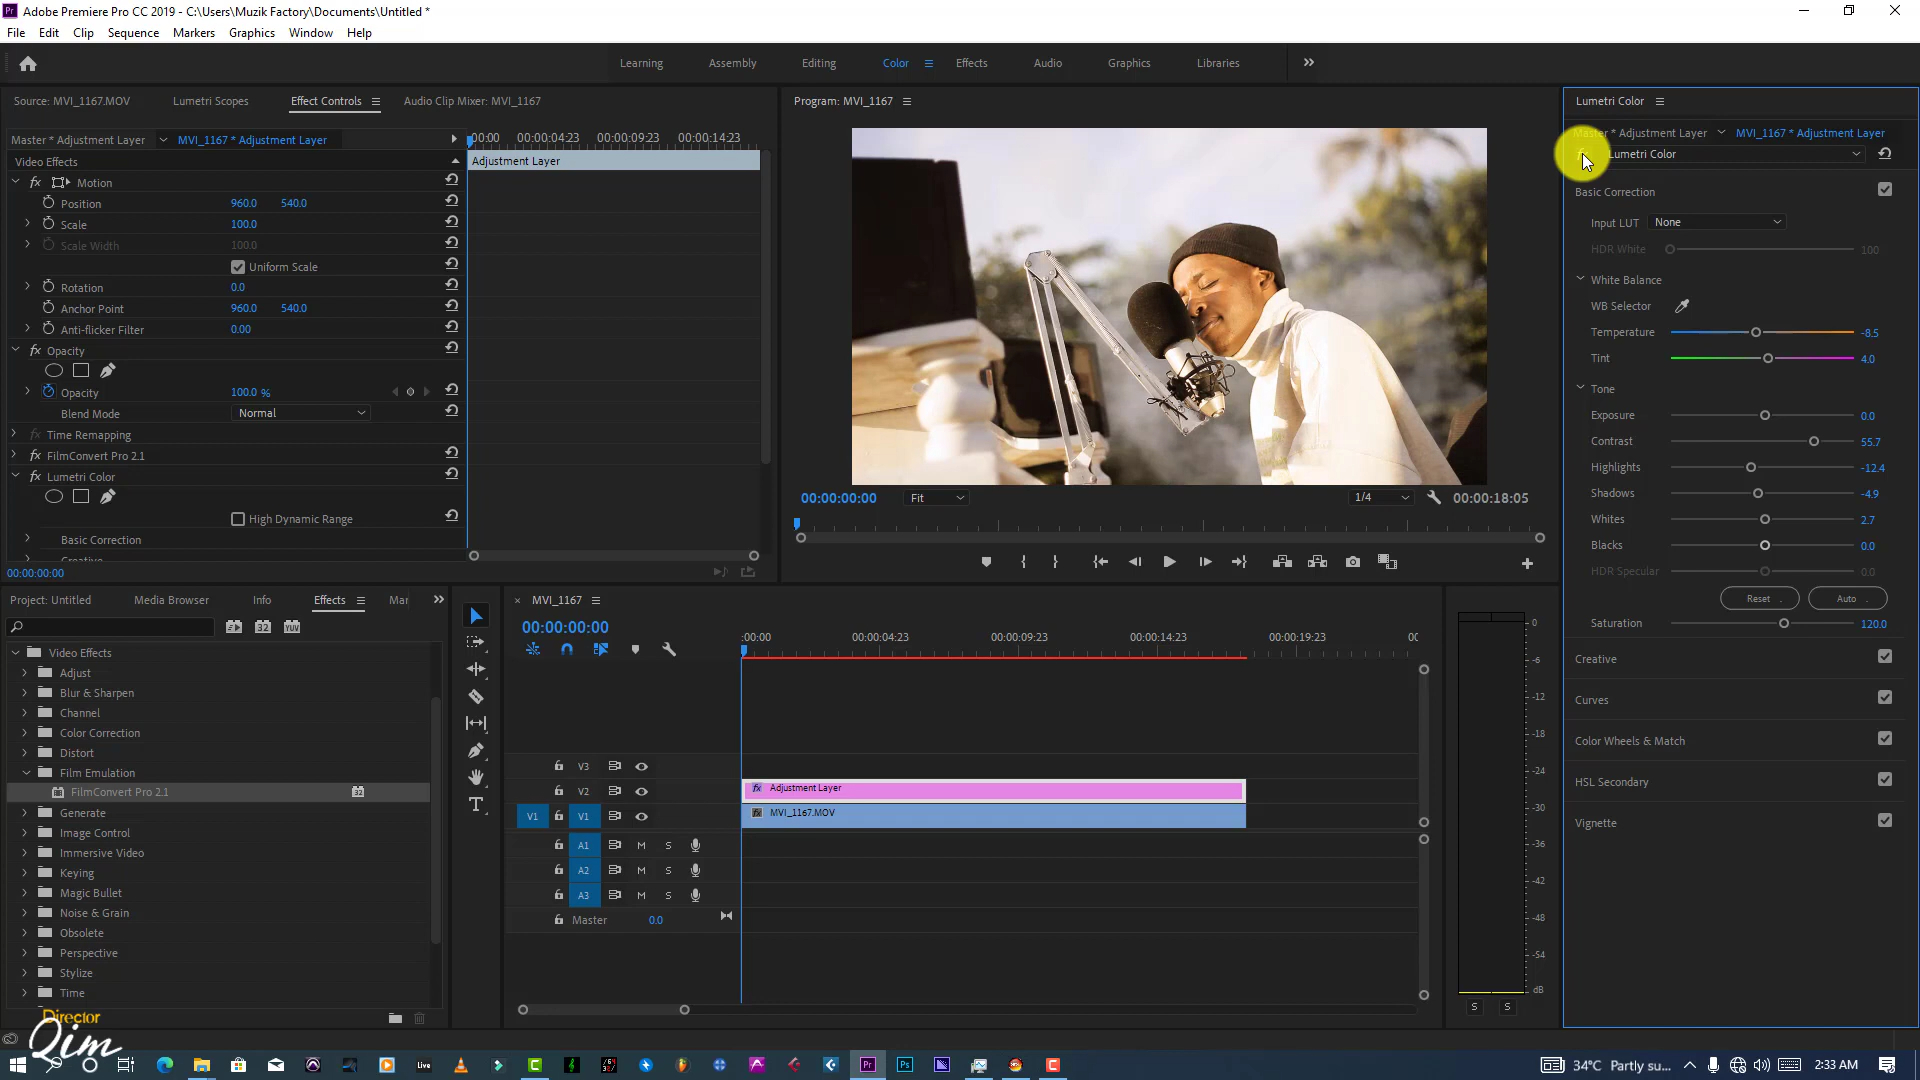 Adobe Premiere Pro CC 2019 - C:\Users\Muzik Factory\Documents\Untitled *
File Edit Clip Sequence Markers Graphics Window Help
Learning Assembly Editing Color Effects Audio Graphics Libraries
Source: MVI_1167.MOV Lumetri Scopes Effect Controls Audio Clip Mixer: MVI_1167
Master * Adjustment Layer MVI_1167 * Adjustment Layer
:00:00 00:00:04:23 00:00:09:23 00:00:14:23
Video Effects
Adjustment Layer
fx Motion
Position 960.0 540.0
Scale 100.0
Scale Width 100.0
Uniform Scale
Rotation 0.0
Anchor Point 960.0 540.0
Anti-flicker Filter 0.00
fx Opacity
Opacity 100.0 %
Blend Mode Normal
fx Time Remapping
fx FilmConvert Pro 2.1
fx Lumetri Color
High Dynamic Range
Basic Correction
Creative
00:00:00:00
Program: MVI_1167
00:00:00:00 Fit 1/4 00:00:18:05
Lumetri Color
Master * Adjustment Layer MVI_1167 * Adjustment Layer
Lumetri Color
Basic Correction
Input LUT None
HDR White 100
White Balance
WB Selector
Temperature -8.5
Tint 4.0
Tone
Exposure 0.0
Contrast 55.7
Highlights -12.4
Shadows -4.9
Whites 2.7
Blacks 0.0
HDR Specular 0.0
Reset Auto
Saturation 120.0
Creative
Curves
Color Wheels & Match
HSL Secondary
Vignette
Project: Untitled Media Browser Info Effects Mar
32 YUV
Video Effects
Adjust
Blur & Sharpen
Channel
Color Correction
Distort
Film Emulation
FilmConvert Pro 2.1
Generate
Image Control
Immersive Video
Keying
Magic Bullet
Noise & Grain
Obsolete
Perspective
Stylize
Time
MVI_1167
00:00:00:00
:00:00 00:00:04:23 00:00:09:23 00:00:14:23 00:00:19:23 00
V3
V2 fx Adjustment Layer
V1 V1 fx MVI_1167.MOV
A1 M S
A2 M S
A3 M S
Master 0.0
0
-6
-12
-18
-24
-30
-36
-42
-48
-54
dB
S S
Director
Qim
Live
Pr Ps
34°C Partly su... 2:33 AM